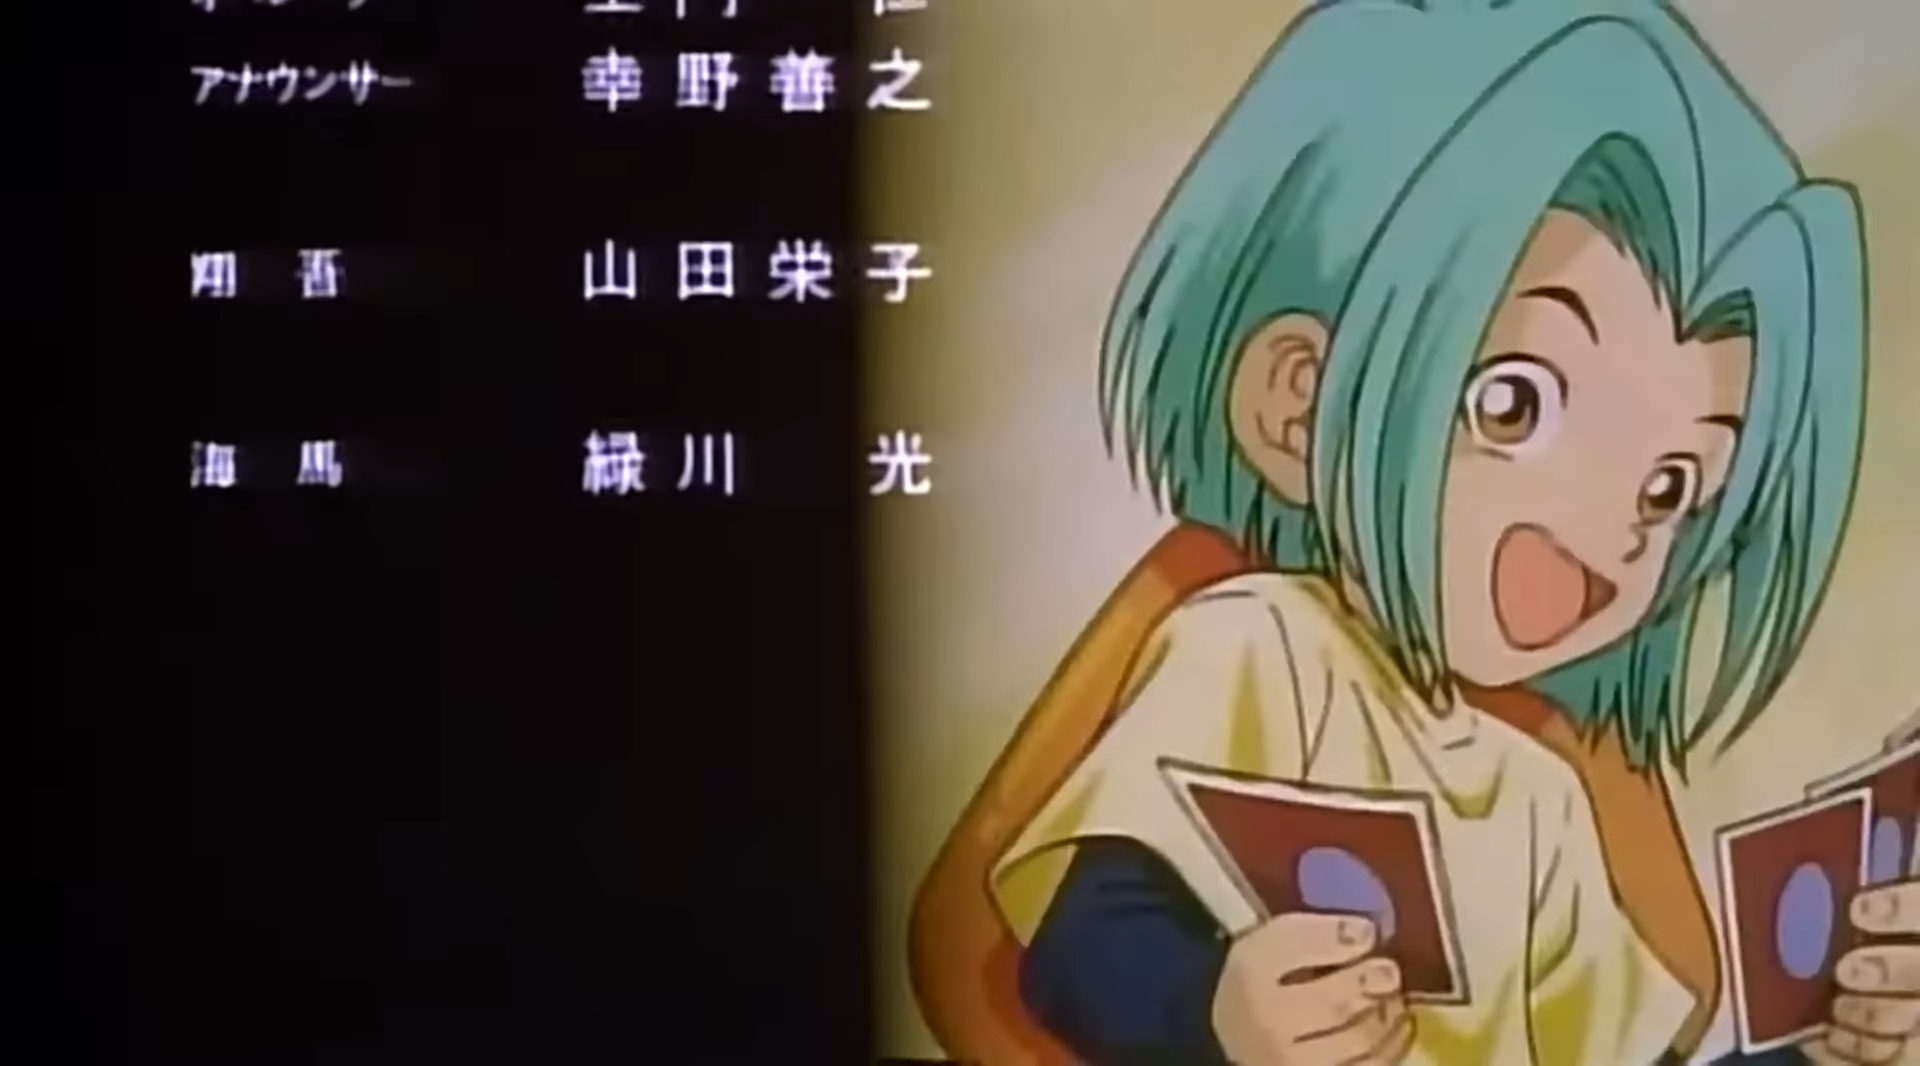 アナウンサー 幸野善之
翔吾 山田栄子
海馬 緑川 光